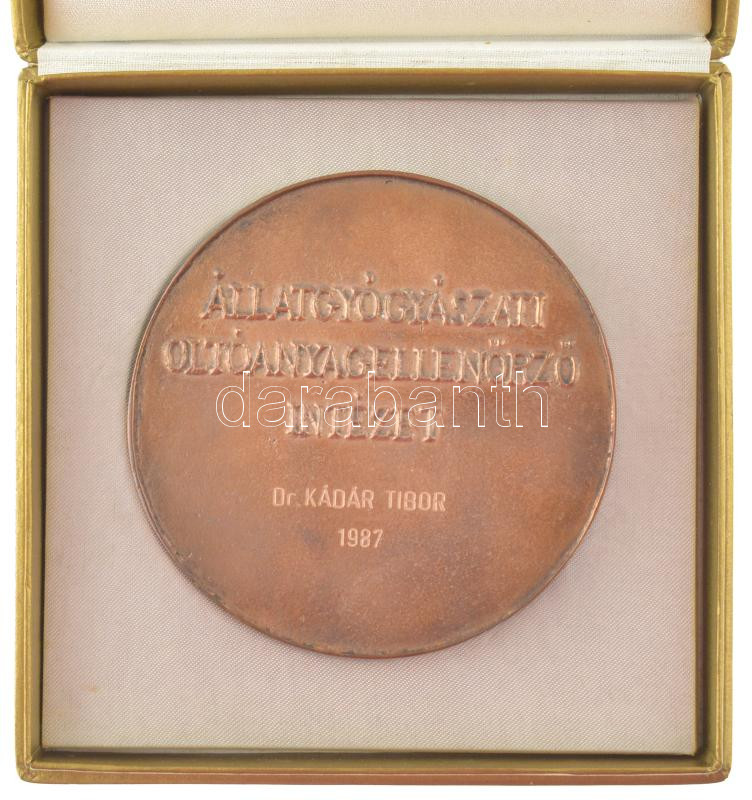 ÁLLATGYÓGYÁSZATI
OLTÓANYAGELLENŐRZŐ
INTÉZET
darabanth
Dr. KÁDÁR TIBOR
1987